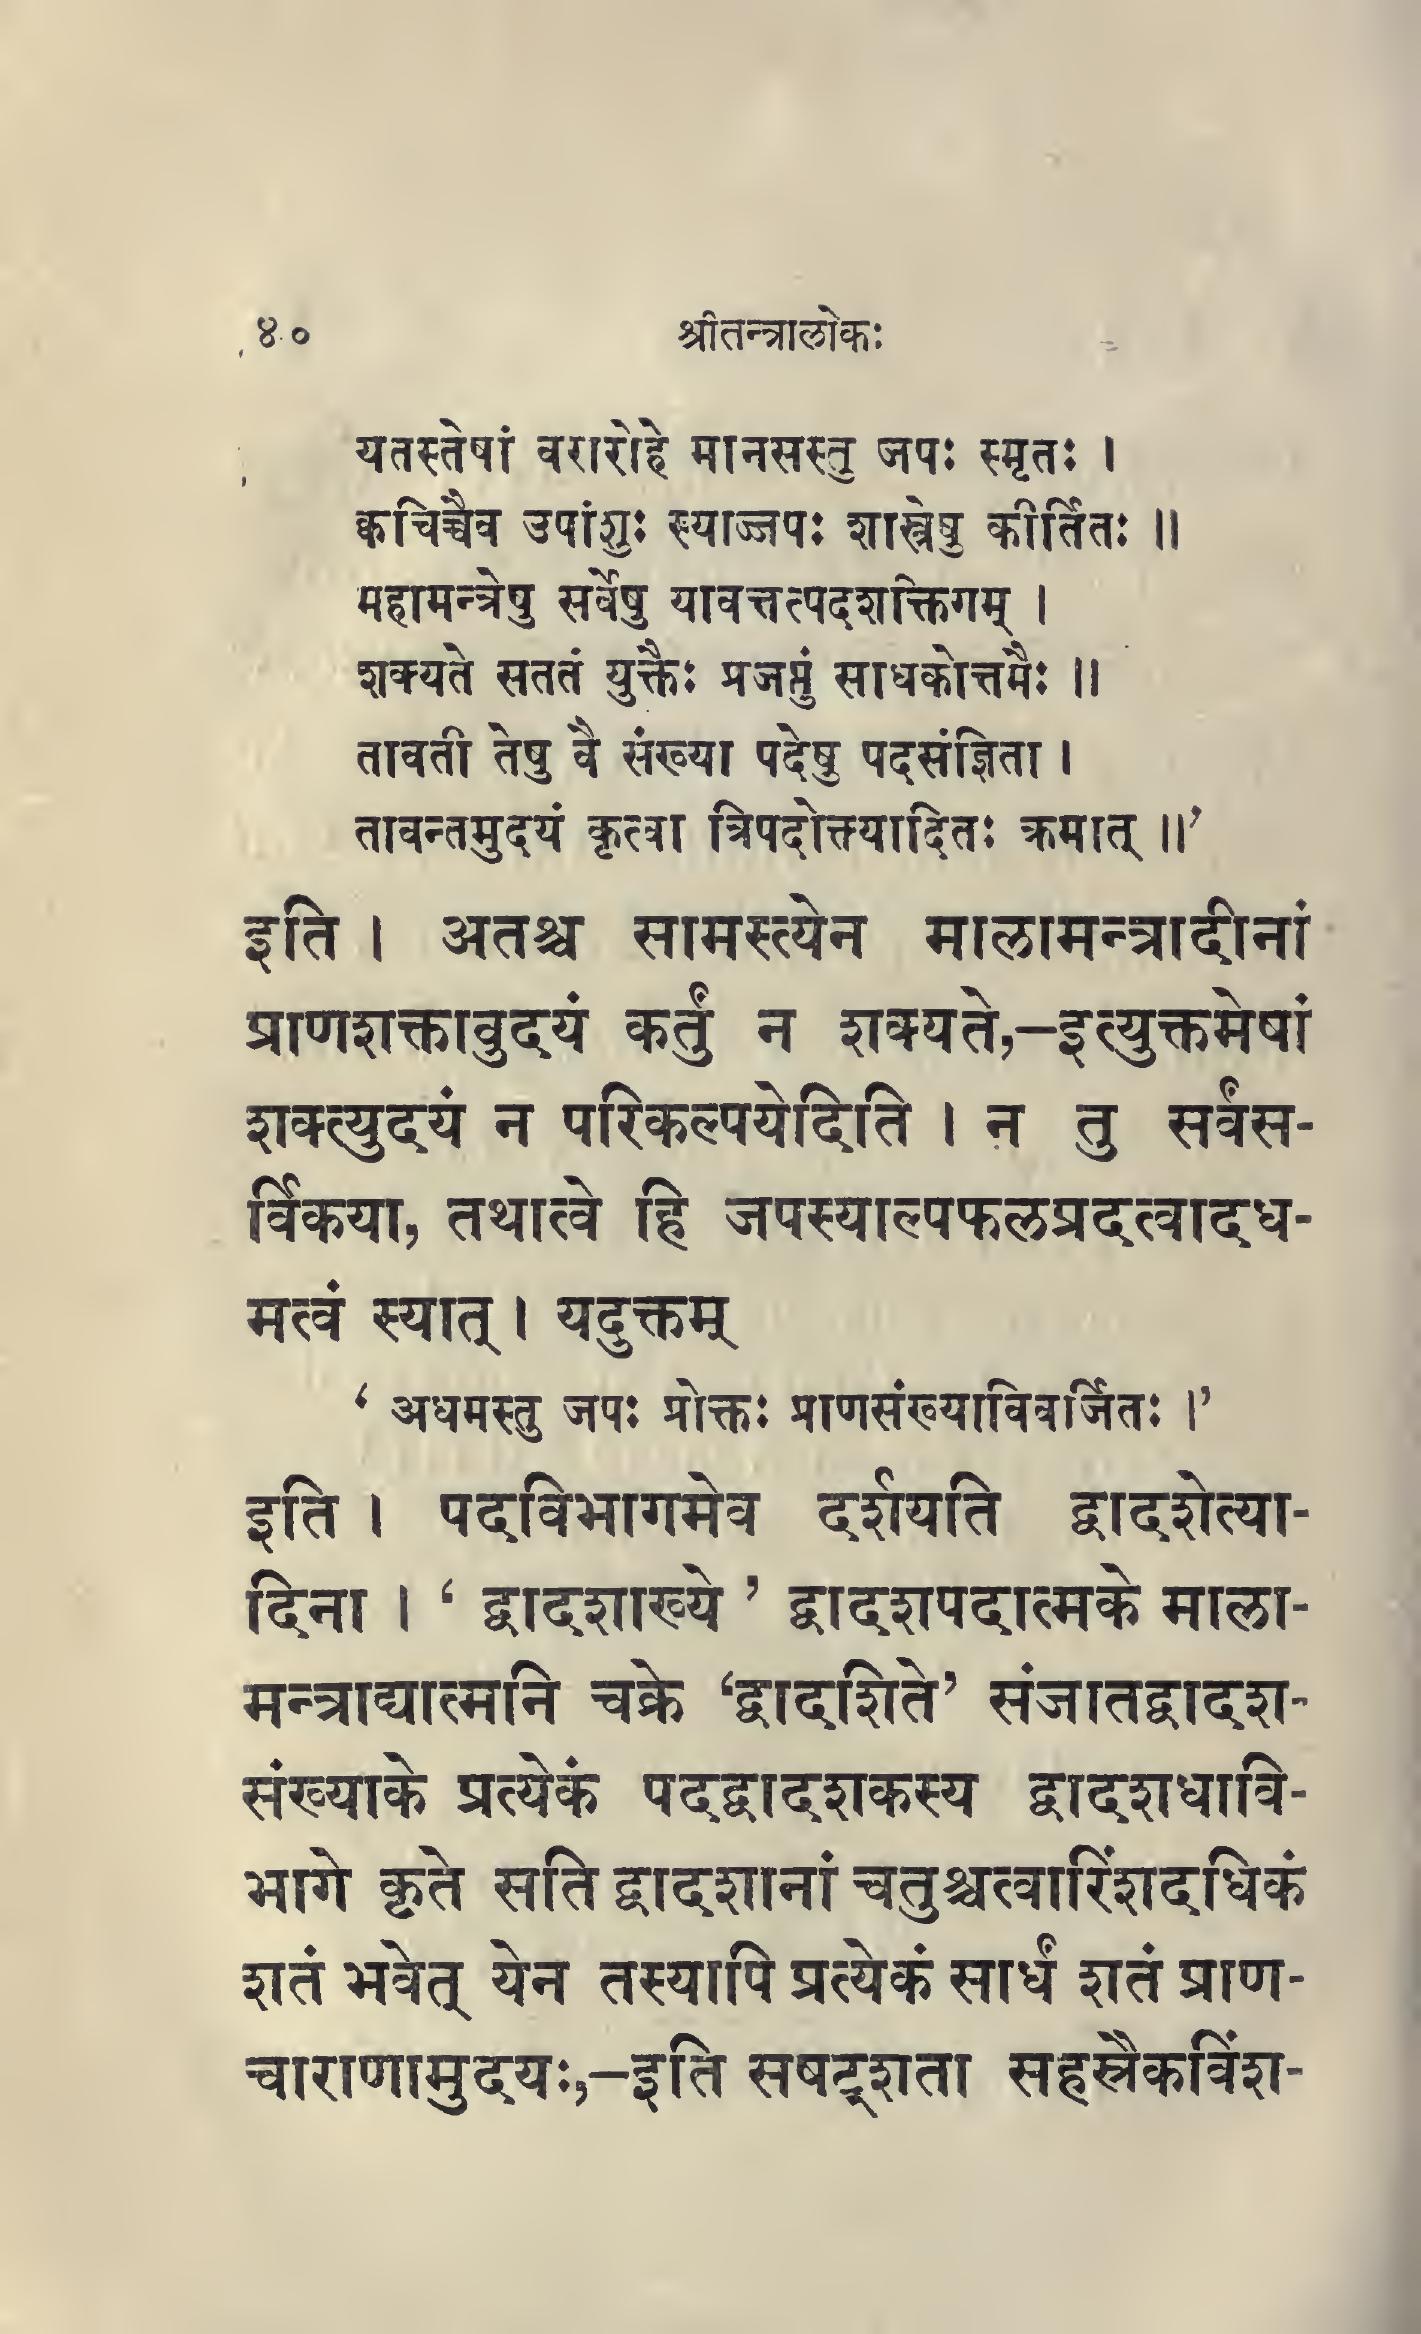 ४० श्रीतन्त्रालोकः
यतस्तेषां वरारोहे मानसस्तु जपः स्मृतः ।
क्वचिच्चैव उपांशुः स्याज्जपः शास्त्रेषु कीर्तितः ॥
महामन्त्रेषु सर्वेषु यावत्तत्पदशक्तिगम् ।
शक्यते सततं युक्तैः प्रजप्तुं साधकोत्तमैः ॥
तावती तेषु वै संख्या पदेषु पदसंज्ञिता ।
तावन्तमुदयं कृत्वा त्रिपदोक्त्यादितः क्रमात् ॥’
इति । अतश्च सामस्त्येन मालामन्त्रादीनां
प्राणशक्तावुदयं कर्तुं न शक्यते,—इत्युक्तमेषां
शक्त्युदयं न परिकल्पयेदिति । न तु सर्वंस-
र्विकया, तथात्वे हि जपस्याल्पफलप्रदत्वादध-
मत्वं स्यात् । यदुक्तम्
‘ अधमस्तु जपः प्रोक्तः प्राणसंख्याविवर्जितः ।’
इति । पदविभागमेव दर्शयति द्वादशेत्या-
दिना । ‘ द्वादशाख्ये ’ द्वादशपदात्मके माला-
मन्त्राद्यात्मनि चक्रे ‘द्वादशिते’ संजातद्वादश-
संख्याके प्रत्येकं पदद्वादशकस्य द्वादशधावि-
भागे कृते सति द्वादशानां चतुश्चत्वारिंशदधिकं
शतं भवेत् येन तस्यापि प्रत्येकं सार्धं शतं प्राण-
चाराणामुदयः,—इति सषट्शता सहस्रैकविंश-